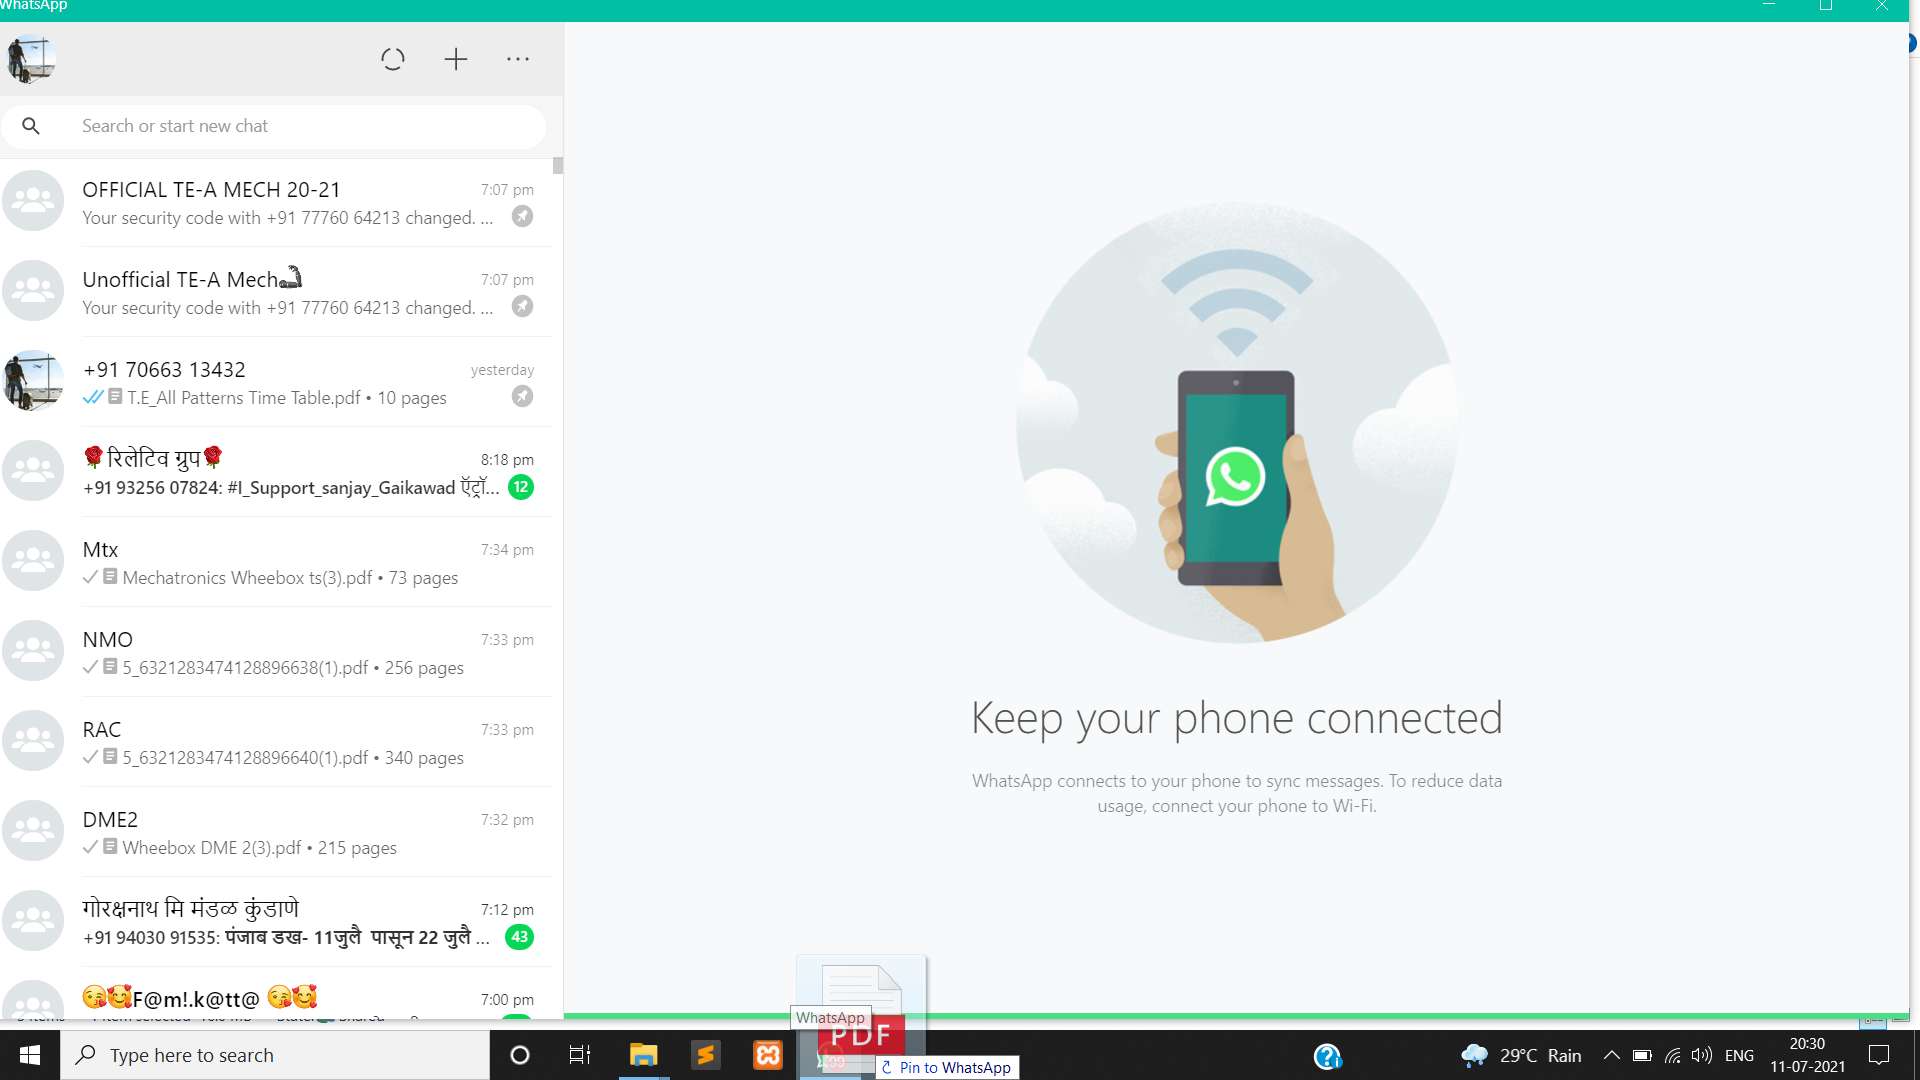 WhatsApp
Search or start new chat
OFFICIAL TE-A MECH 20-21
7:07 pm
Your security code with +91 77760 64213 changed. ...
Unofficial TE-A Mech
7:07 pm
Your security code with +91 77760 64213 changed. ...
+91 70663 13432
yesterday
T.E_All Patterns Time Table.pdf • 10 pages
🌹रिलेटिव ग्रुप🌹
8:18 pm
+91 93256 07824: #I_Support_sanjay_Gaikawad ऍट्रॉ...
12
Mtx
7:34 pm
Mechatronics Wheebox ts(3).pdf • 73 pages
NMO
7:33 pm
5_6321283474128896638(1).pdf • 256 pages
RAC
7:33 pm
5_6321283474128896640(1).pdf • 340 pages
DME2
7:32 pm
Wheebox DME 2(3).pdf • 215 pages
गोरक्षनाथ मि मंडळ कुंडाणे
7:12 pm
+91 94030 91535: पंजाब डख- 11जुलै पासून 22 जुलै ...
43
😘🥰F@m!.k@tt@ 😘🥰
7:00 pm
Keep your phone connected
WhatsApp connects to your phone to sync messages. To reduce data
usage, connect your phone to Wi-Fi.
WhatsApp
PDF
99
Pin to WhatsApp
Type here to search
29°C Rain
ENG
20:30
11-07-2021